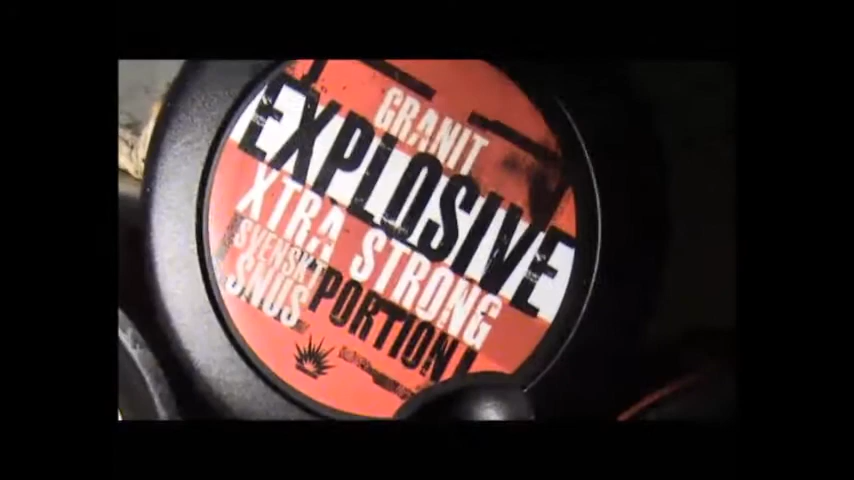 GRANIT
EXPLOSIVE
XTRA STRONG
SVENSKT
SNUS
PORTION